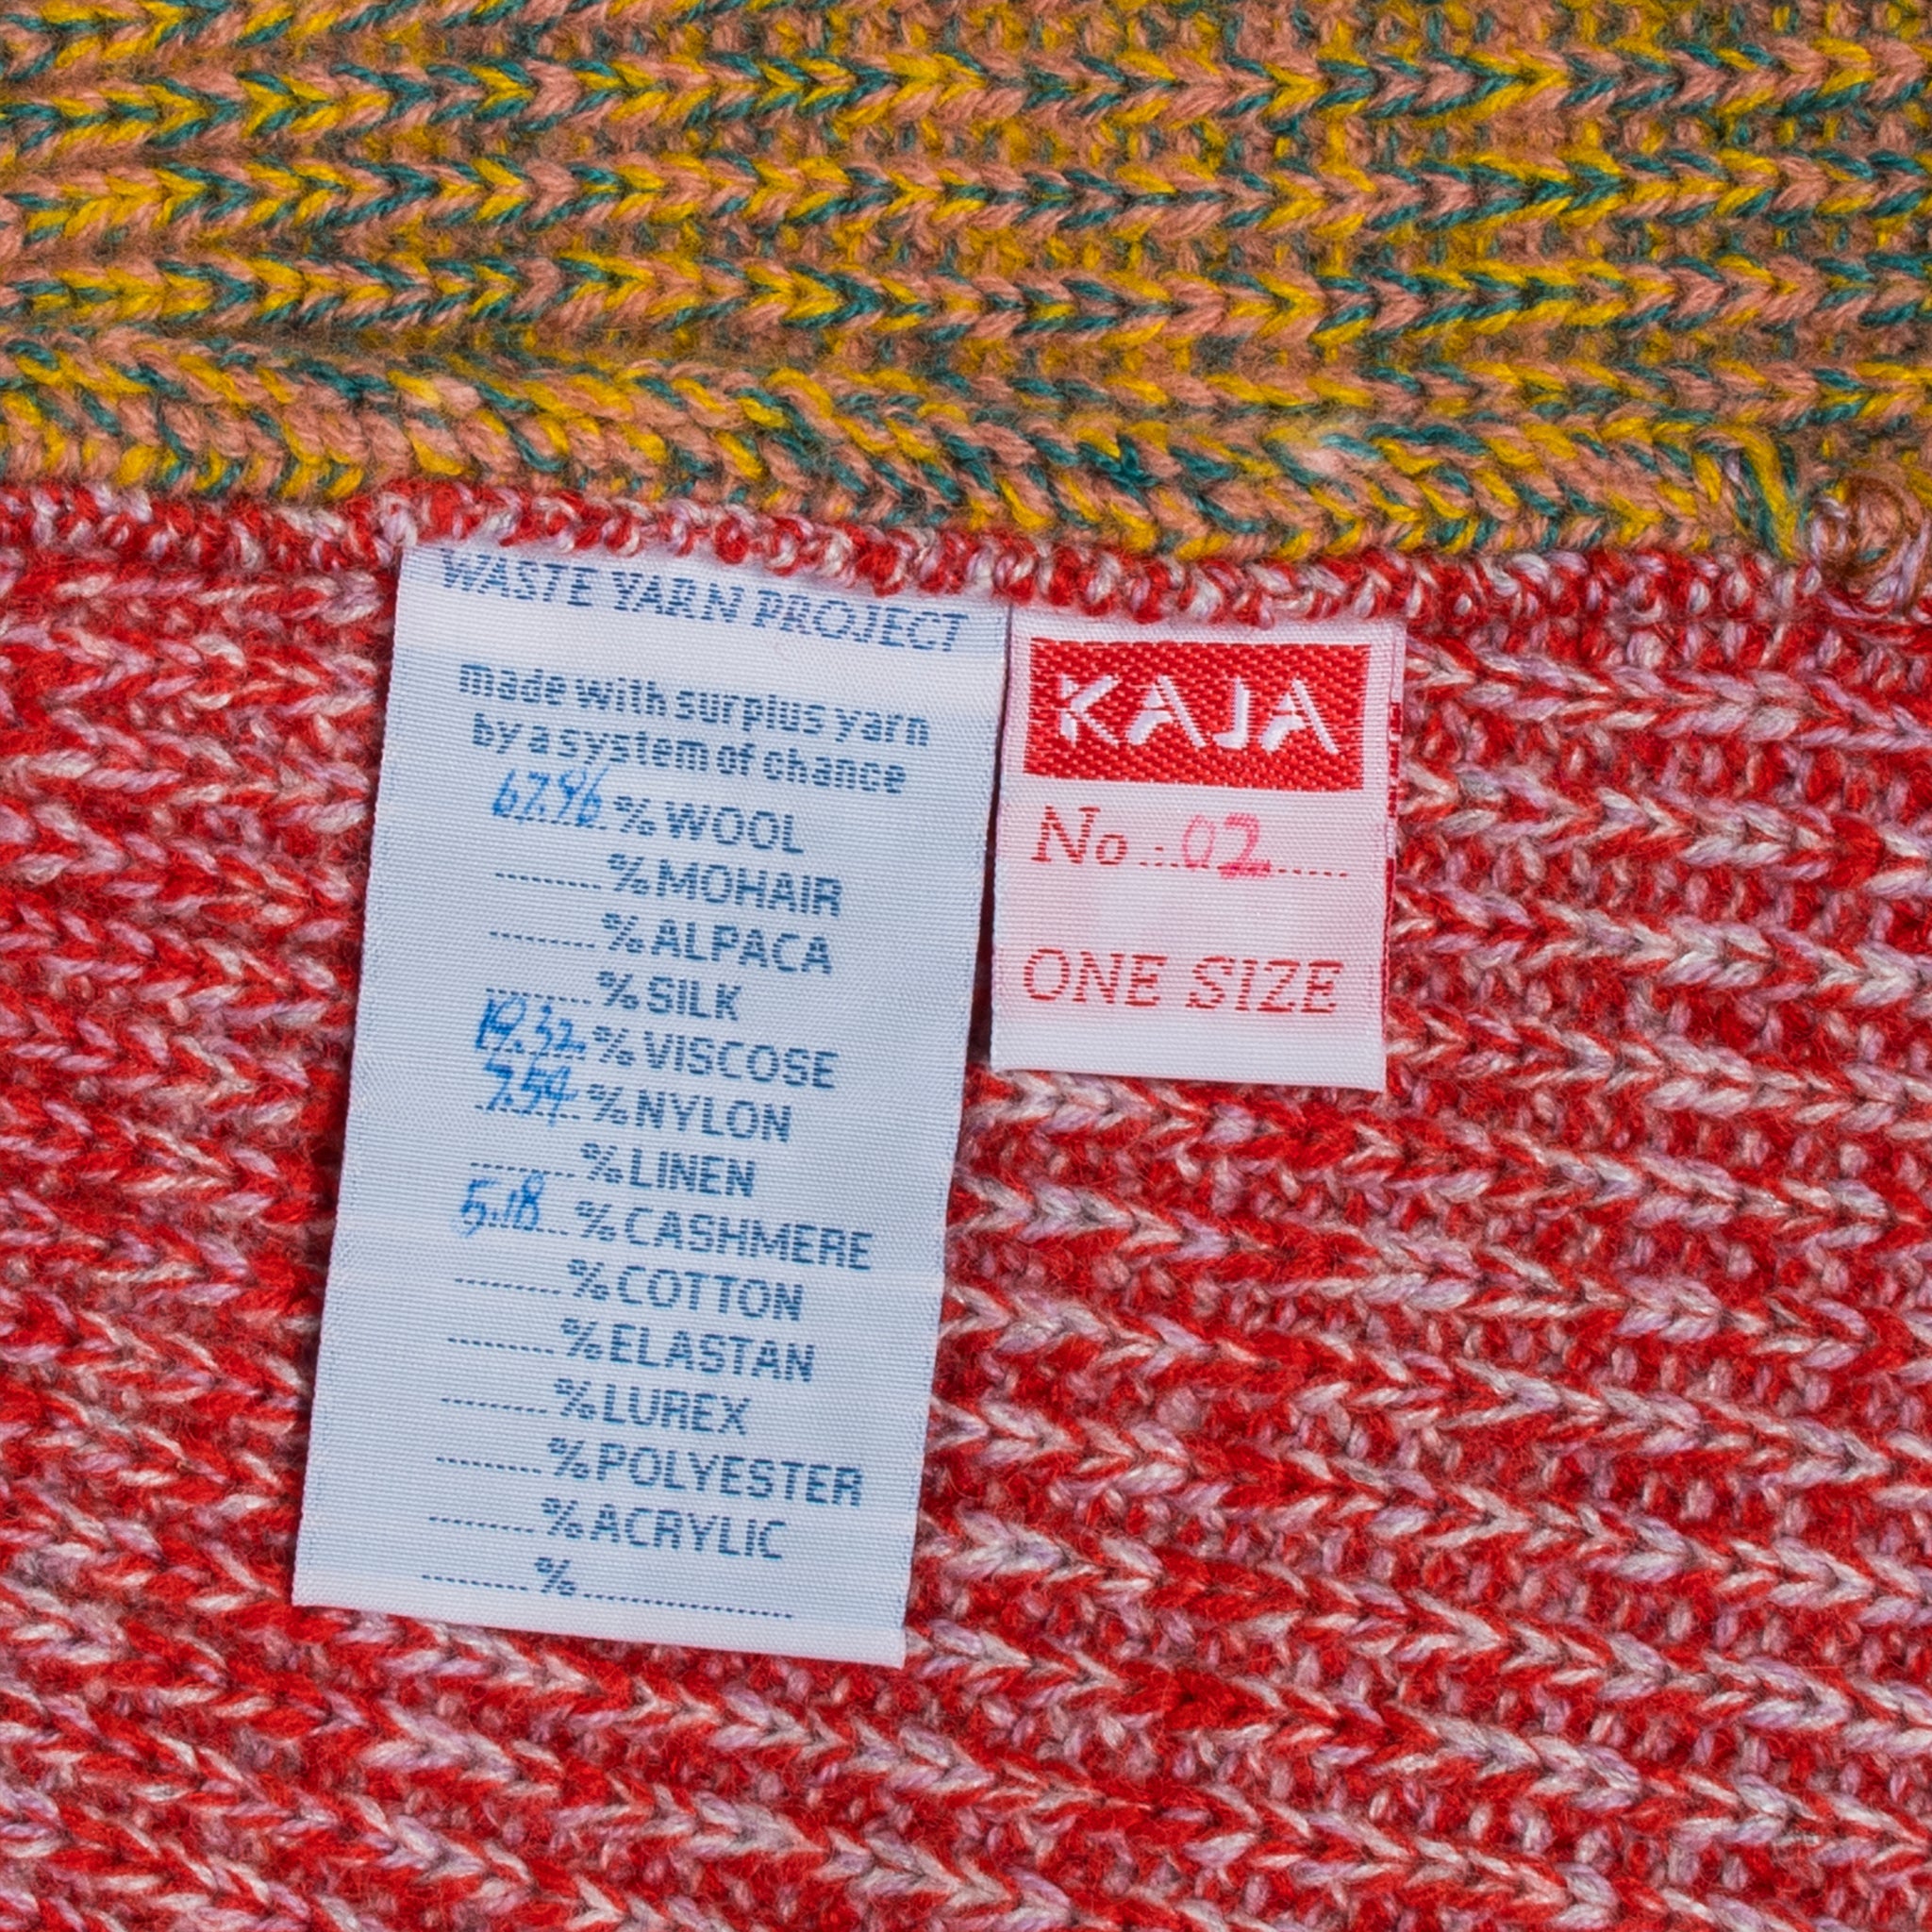 WASTE YARN PROJECT
made with surplus yarn
by a system of chance
67.96 % WOOL
.......... % MOHAIR
.......... % ALPACA
.......... % SILK
19.32 % VISCOSE
7.54 % NYLON
.......... % LINEN
5.18 % CASHMERE
.......... % COTTON
.......... % ELASTAN
.......... % LUREX
.......... % POLYESTER
.......... % ACRYLIC
.......... % ....................
KAJA
No 02
ONE SIZE